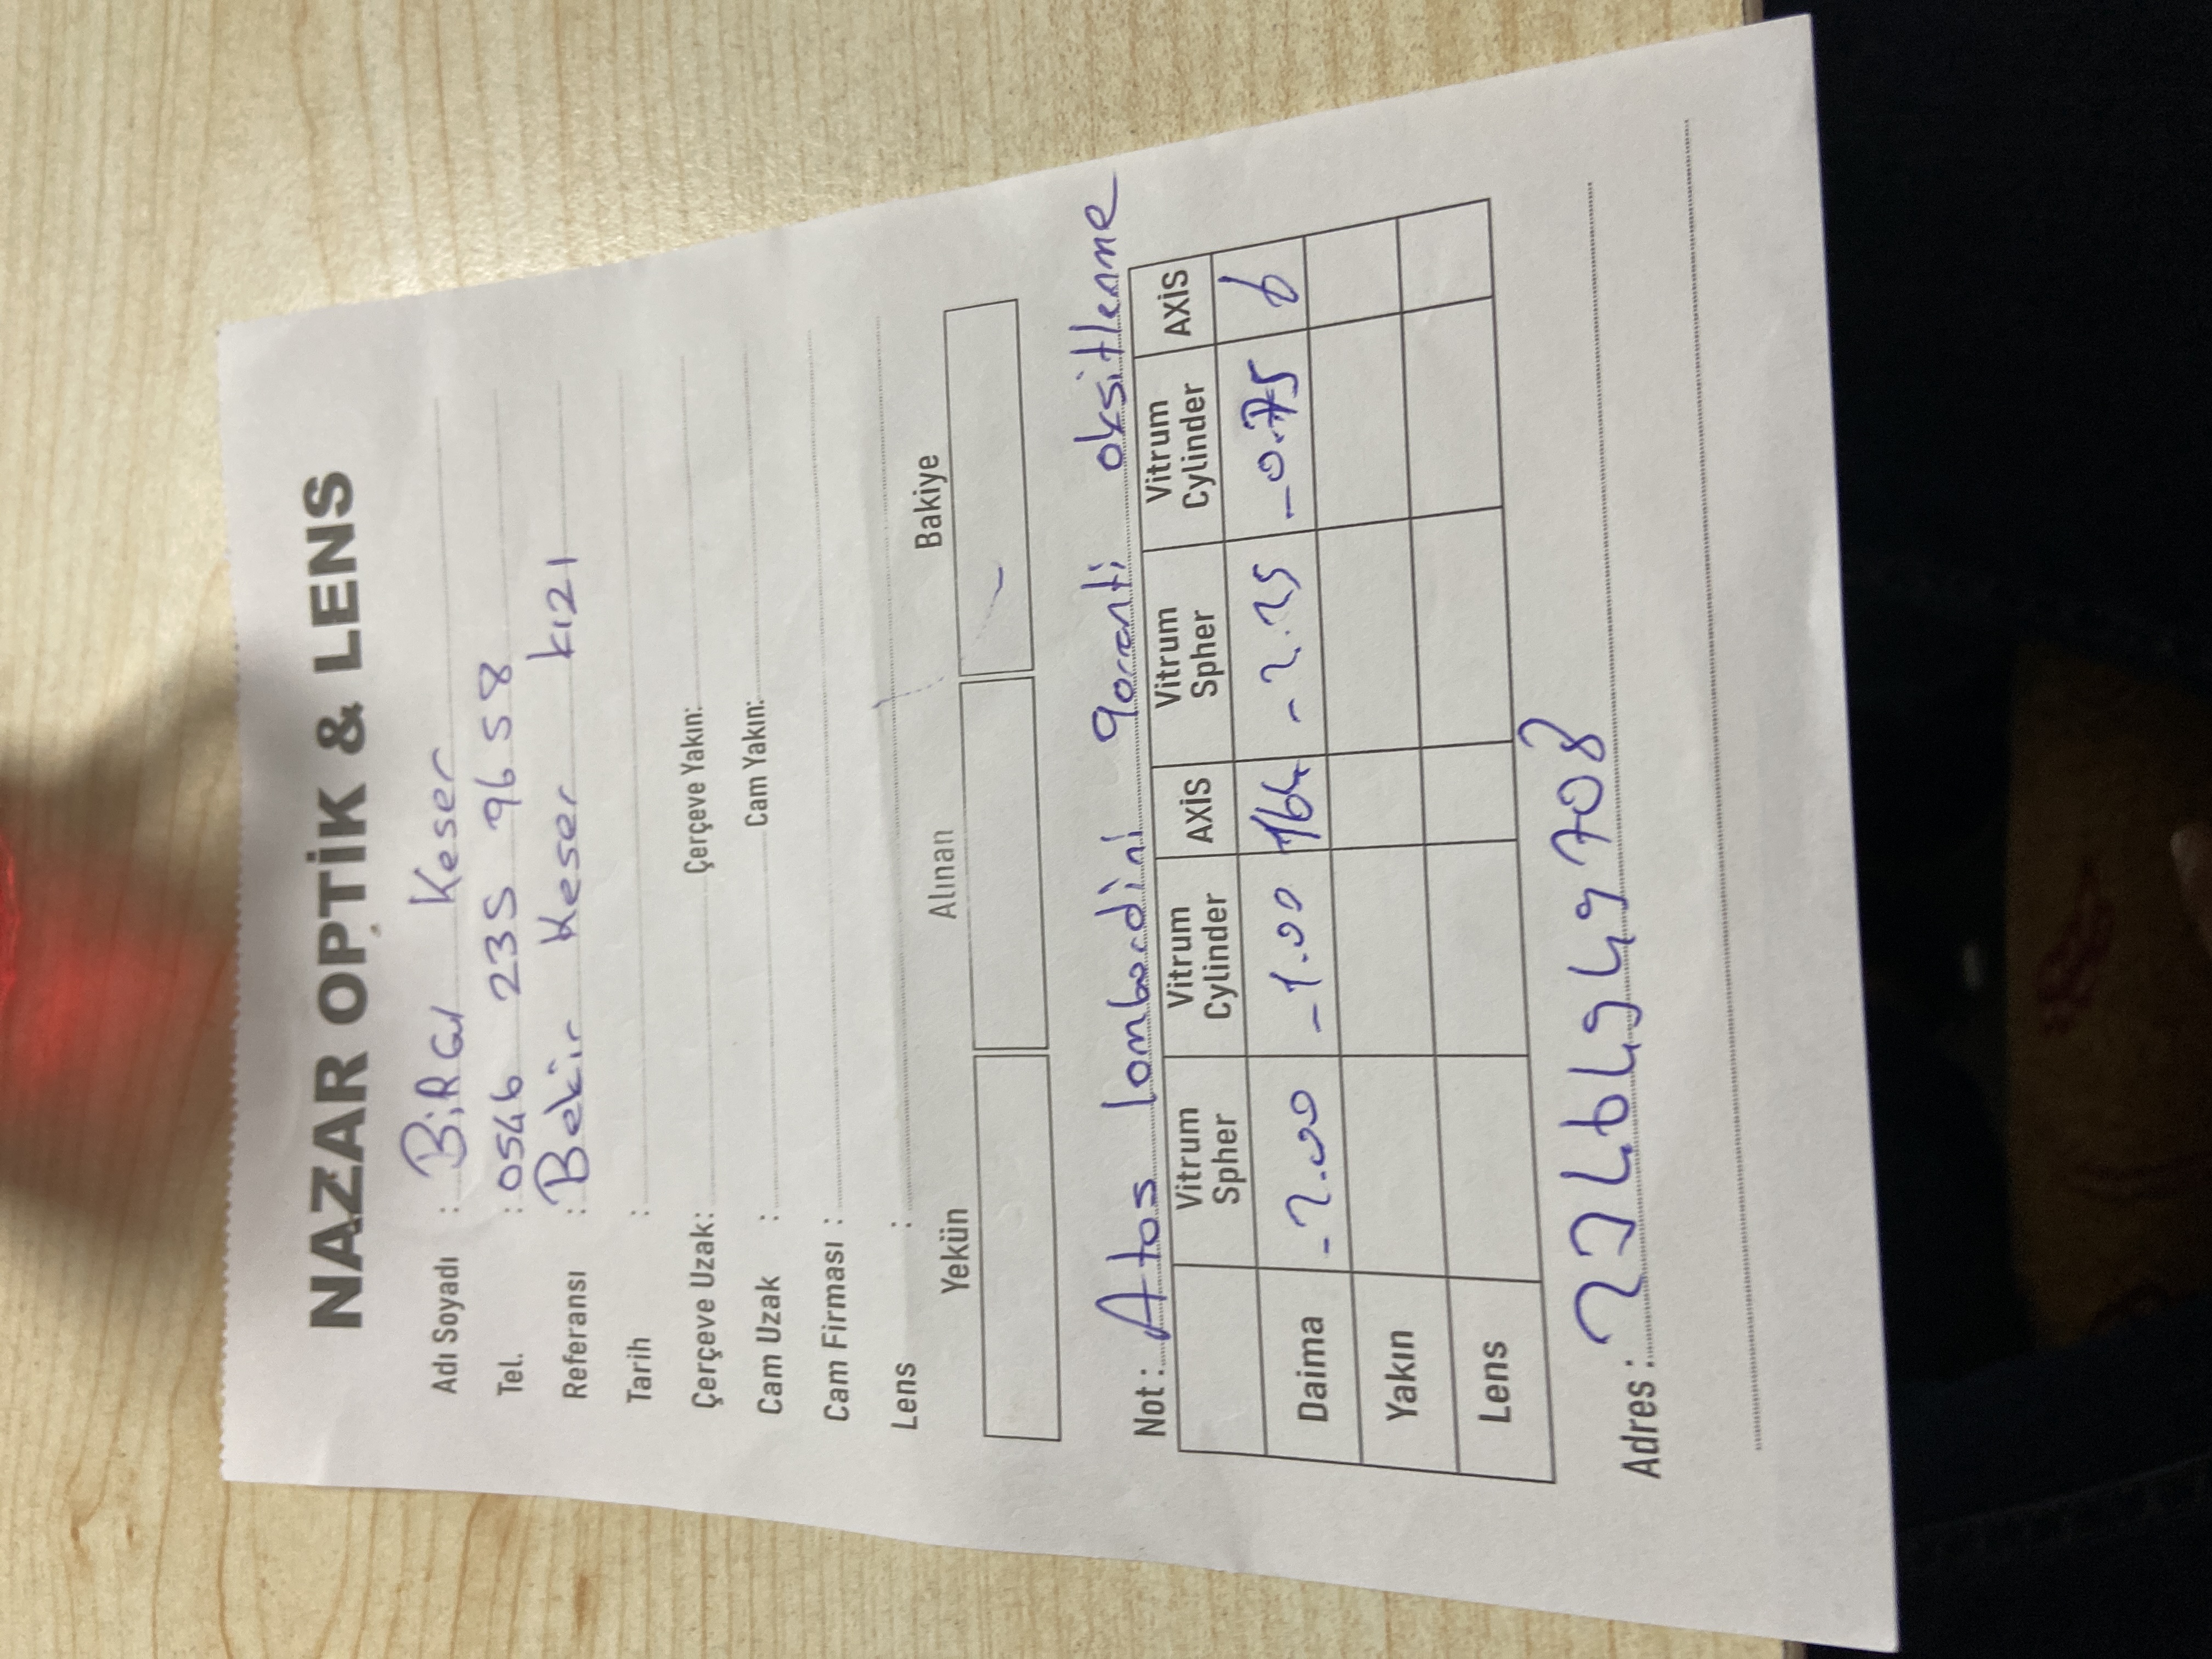 NAZAR OPTİK & LENS
Adı Soyadı : Keser
Tel. : 0546 235 96 58
Referansı : Bekir Keser kızı
Tarih :
Çerçeve Uzak: Çerçeve Yakın:
Cam Uzak : Cam Yakın:
Cam Firması :
Lens :
Yekün Alınan Bakiye
Not : Atos lombardini garanti oksitlenme
Vitrum Spher Vitrum Cylinder AXİS Vitrum Spher Vitrum Cylinder AXİS
Daima -2.00 -1.00 164 -2.25 -0.75 6
Yakın
Lens
Adres :